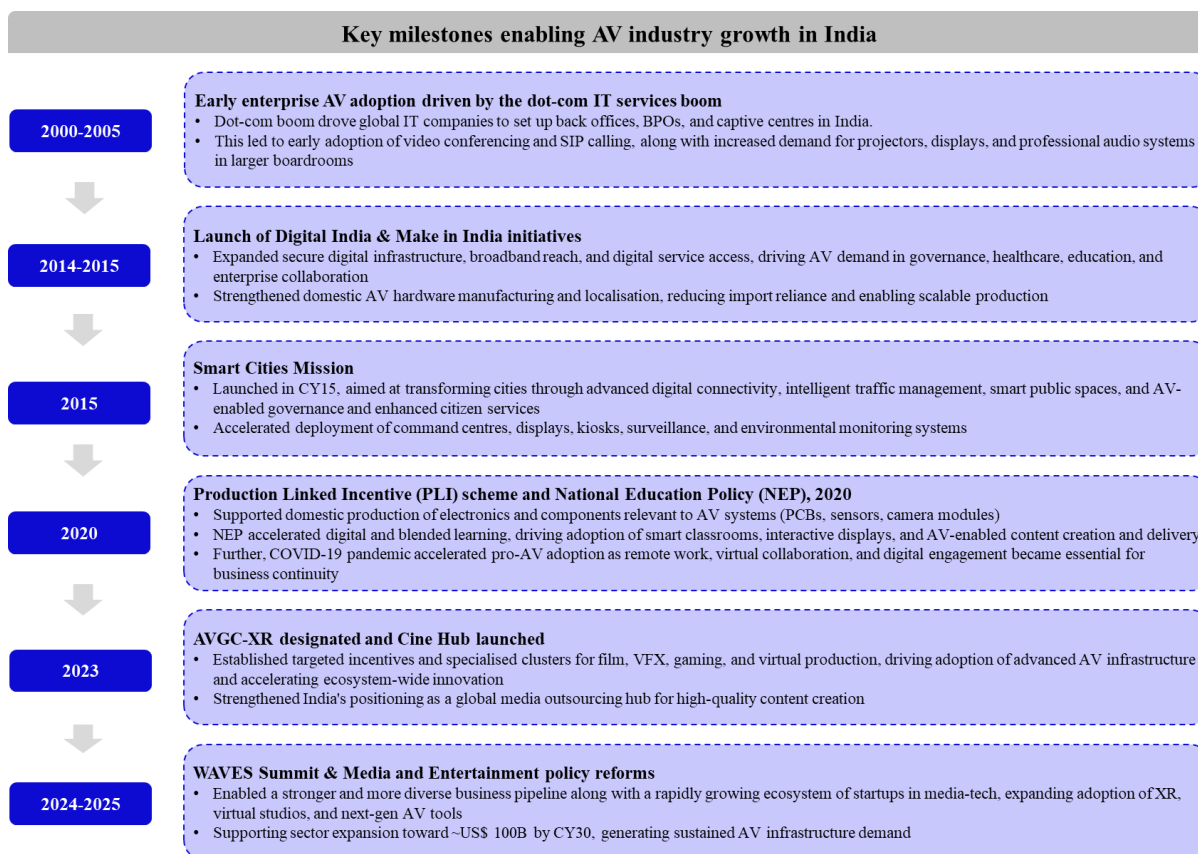 Key milestones enabling AV industry growth in India
2000-2005
Early enterprise AV adoption driven by the dot-com IT services boom
• Dot-com boom drove global IT companies to set up back offices, BPOs, and captive centres in India.
• This led to early adoption of video conferencing and SIP calling, along with increased demand for projectors, displays, and professional audio systems
in larger boardrooms
2014-2015
Launch of Digital India & Make in India initiatives
• Expanded secure digital infrastructure, broadband reach, and digital service access, driving AV demand in governance, healthcare, education, and
enterprise collaboration
• Strengthened domestic AV hardware manufacturing and localisation, reducing import reliance and enabling scalable production
2015
Smart Cities Mission
• Launched in CY15, aimed at transforming cities through advanced digital connectivity, intelligent traffic management, smart public spaces, and AV-
enabled governance and enhanced citizen services
• Accelerated deployment of command centres, displays, kiosks, surveillance, and environmental monitoring systems
2020
Production Linked Incentive (PLI) scheme and National Education Policy (NEP), 2020
• Supported domestic production of electronics and components relevant to AV systems (PCBs, sensors, camera modules)
• NEP accelerated digital and blended learning, driving adoption of smart classrooms, interactive displays, and AV-enabled content creation and delivery
• Further, COVID-19 pandemic accelerated pro-AV adoption as remote work, virtual collaboration, and digital engagement became essential for
business continuity
2023
AVGC-XR designated and Cine Hub launched
• Established targeted incentives and specialised clusters for film, VFX, gaming, and virtual production, driving adoption of advanced AV infrastructure
and accelerating ecosystem-wide innovation
• Strengthened India's positioning as a global media outsourcing hub for high-quality content creation
2024-2025
WAVES Summit & Media and Entertainment policy reforms
• Enabled a stronger and more diverse business pipeline along with a rapidly growing ecosystem of startups in media-tech, expanding adoption of XR,
virtual studios, and next-gen AV tools
• Supporting sector expansion toward ~US$ 100B by CY30, generating sustained AV infrastructure demand